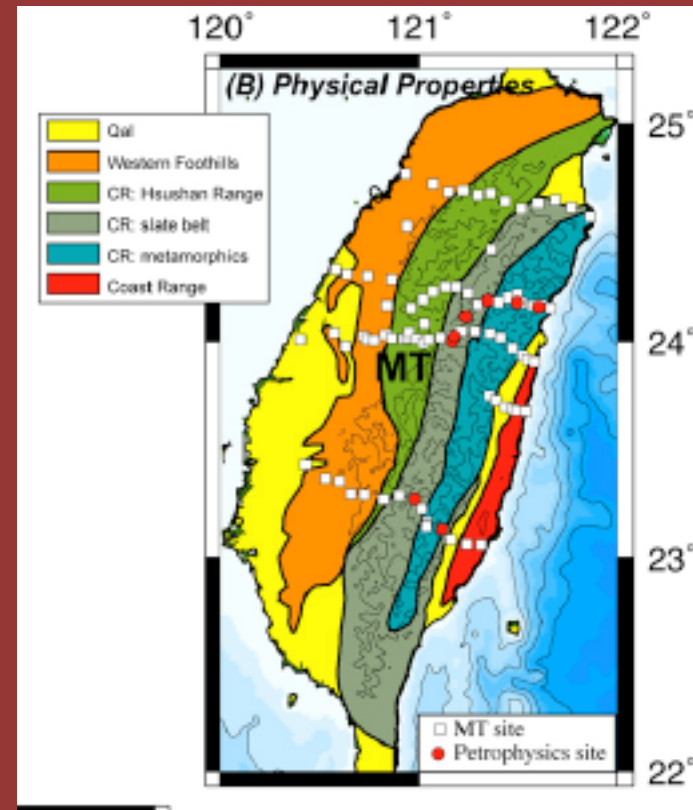 120° 121° 122°
(B) Physical Properties
Qal
Western Foothills
CR: Hsushan Range
CR: slate belt
CR: metamorphics
Coast Range
25°
24°
MT
23°
MT site
Petrophysics site
22°